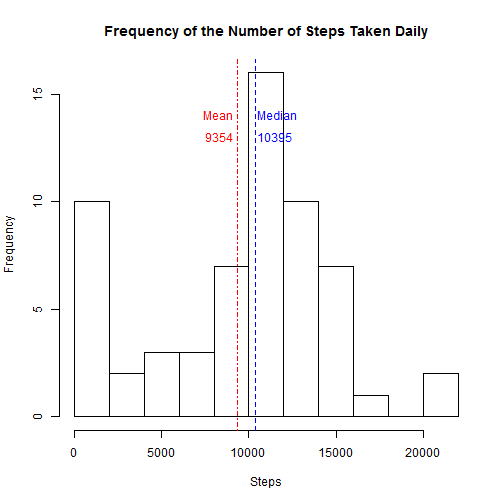 Frequency of the Number of Steps Taken Daily
Frequency
15
10
5
0
Mean
9354
Median
10395
0
5000
10000
15000
20000
Steps